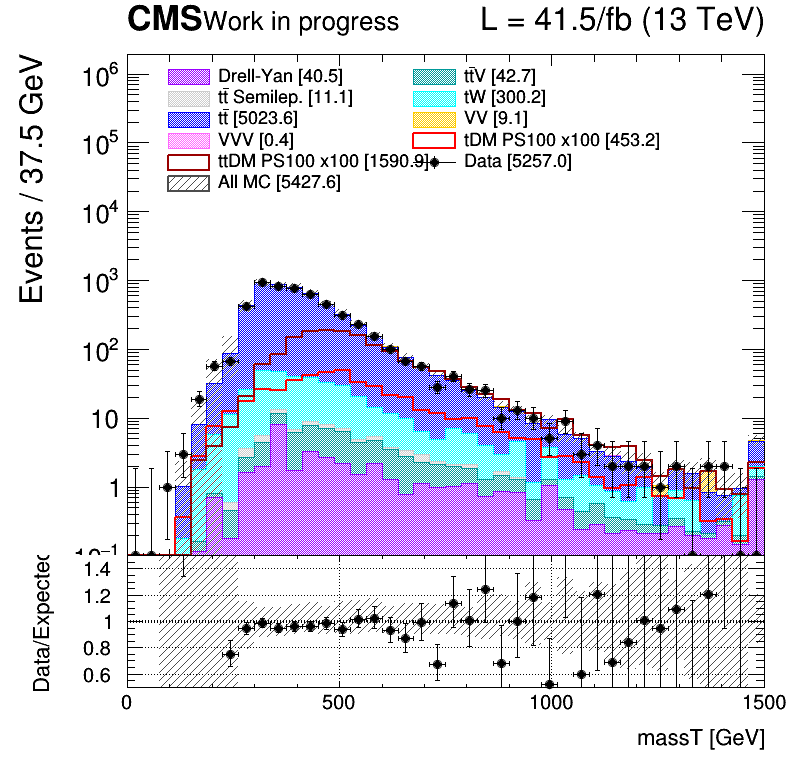 CMS Work in progress L = 41.5/fb (13 TeV)
Events / 37.5 GeV
10⁶
10⁵
10⁴
10³
10²
10
1
10⁻¹
Drell-Yan [40.5]
tt̄V [42.7]
tt̄ Semilep. [11.1]
tW [300.2]
tt̄ [5023.6]
VV [9.1]
VVV [0.4]
tDM PS100 x100 [453.2]
ttDM PS100 x100 [1590.9]
Data [5257.0]
All MC [5427.6]
Data/Expected
1.4
1.2
1
0.8
0.6
0 500 1000 1500
massT [GeV]